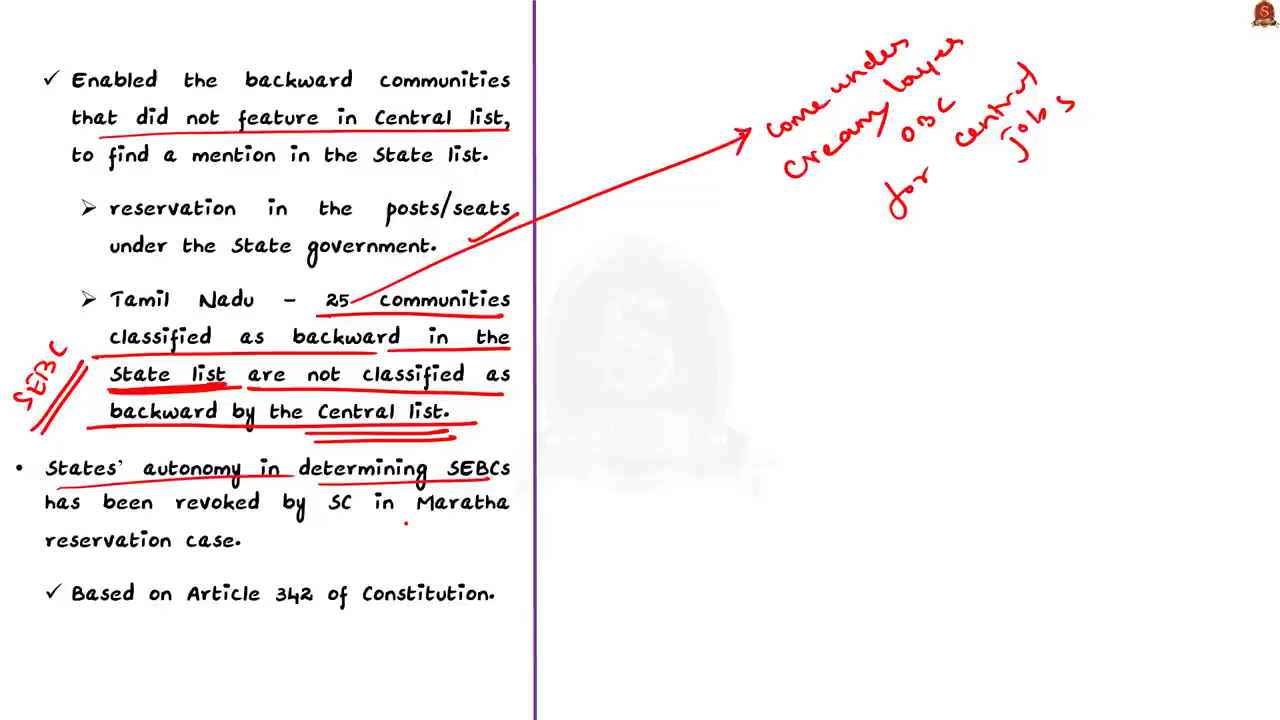 ✓ Enabled the backward communities
that did not feature in Central list,
to find a mention in the State list.
➤ reservation in the posts/seats
under the State government.
➤ Tamil Nadu - 25 communities
classified as backward in the
State list are not classified as
backward by the Central list.
SEBC
• States' autonomy in determining SEBCs
has been revoked by SC in Maratha
reservation case.
✓ Based on Article 342 of Constitution.
come under
creamy layer
OBC
for central
jobs
S